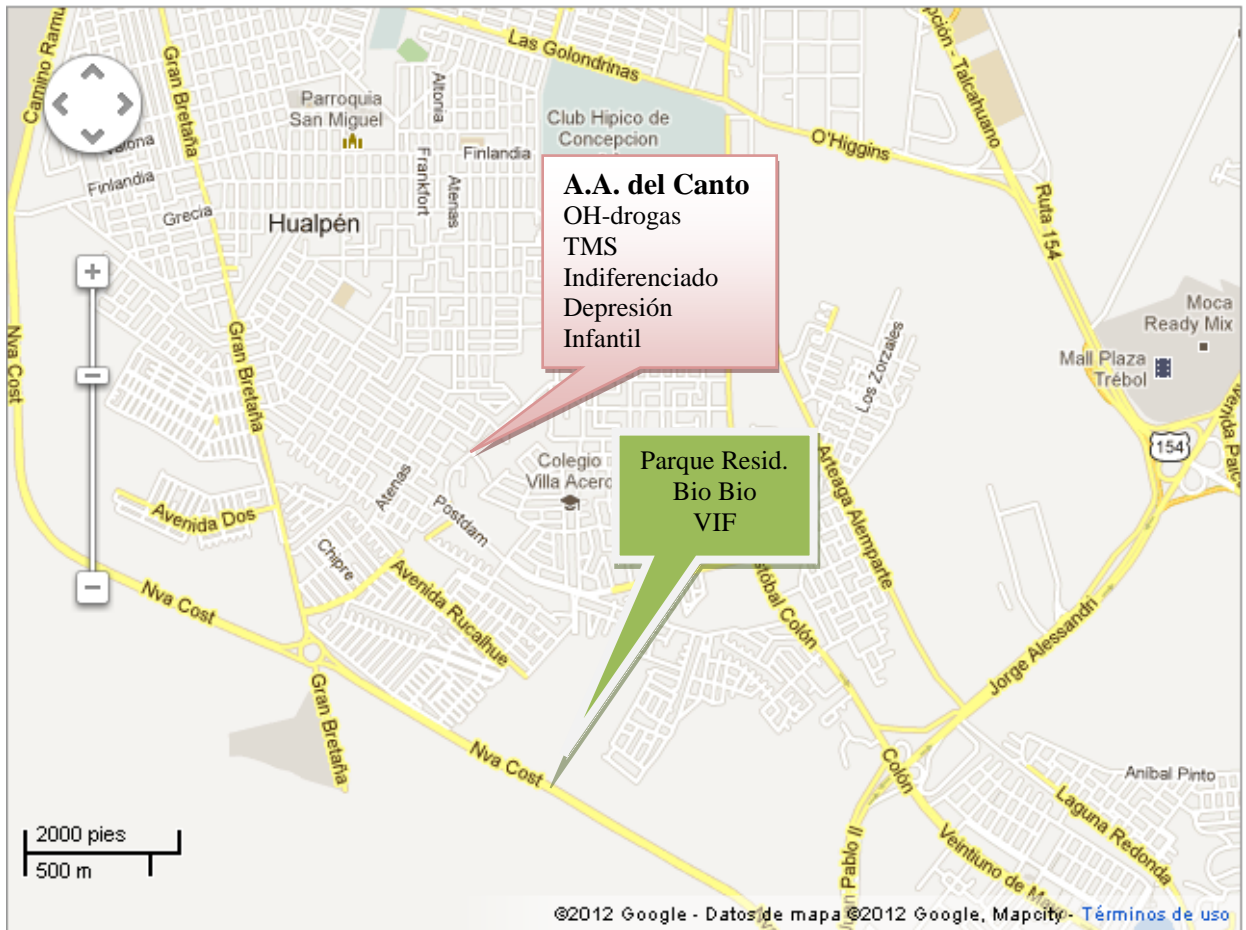 Las Golondrinas
Camino Ramu
Gran Bretaña
Parroquia
San Miguel
Altonia
Club Hipico de
Concepcion
pción - Talcahuano
O'Higgins
Finlandia
Frankfort
Atenas
Finlandia
Grecia
Hualpén
Ruta 154
A.A. del Canto
OH-drogas
TMS
Indiferenciado
Depresión
Infantil
Moca
Ready Mix
Mall Plaza
Trébol
Nva Cost
Gran Bretaña
Los Zorzales
154
Colegio
Villa Acero
Parque Resid.
Bio Bio
VIF
Atenas
Postdam
Avenida Dos
Chipre
Avenida Rucalhue
Arteaga Alemparte
Nva Cost
stóbal Colón
Jorge Alessandri
Gran Bretaña
Nva Cost
Colón
Aníbal Pinto
Laguna Redonda
Veintiuno de Mayo
Juan Pablo II
2000 pies
500 m
©2012 Google - Datos de mapa ©2012 Google, Mapcity - Términos de uso